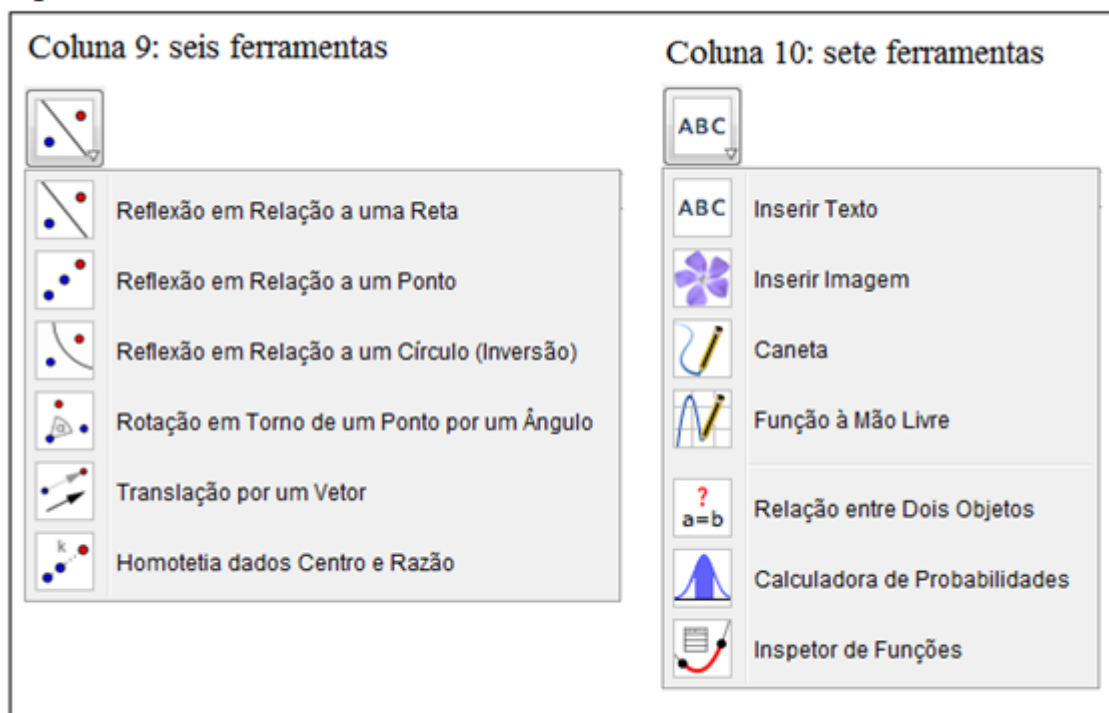 Coluna 9: seis ferramentas
Reflexão em Relação a uma Reta
Reflexão em Relação a um Ponto
Reflexão em Relação a um Círculo (Inversão)
α
Rotação em Torno de um Ponto por um Ângulo
Translação por um Vetor
k
Homotetia dados Centro e Razão
Coluna 10: sete ferramentas
ABC
ABC
Inserir Texto
Inserir Imagem
Caneta
Função à Mão Livre
?
a=b
Relação entre Dois Objetos
Calculadora de Probabilidades
Inspetor de Funções